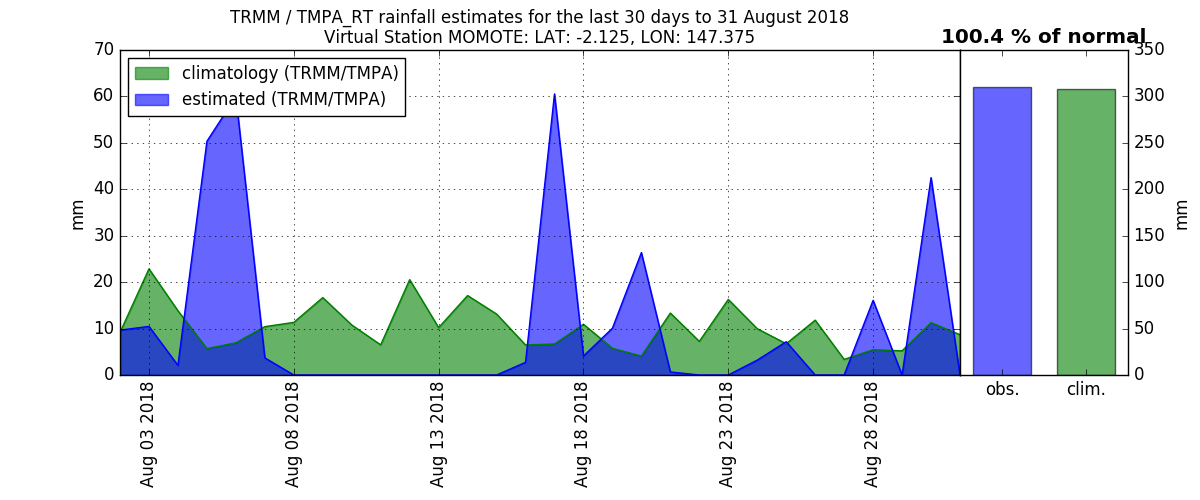 TRMM / TMPA_RT rainfall estimates for the last 30 days to 31 August 2018
Virtual Station MOMOTE: LAT: -2.125, LON: 147.375
100.4 % of normal
climatology (TRMM/TMPA)
estimated (TRMM/TMPA)
70
60
50
40
30
20
10
0
mm
350
300
250
200
150
100
50
0
mm
Aug 03 2018
Aug 08 2018
Aug 13 2018
Aug 18 2018
Aug 23 2018
Aug 28 2018
obs.
clim.